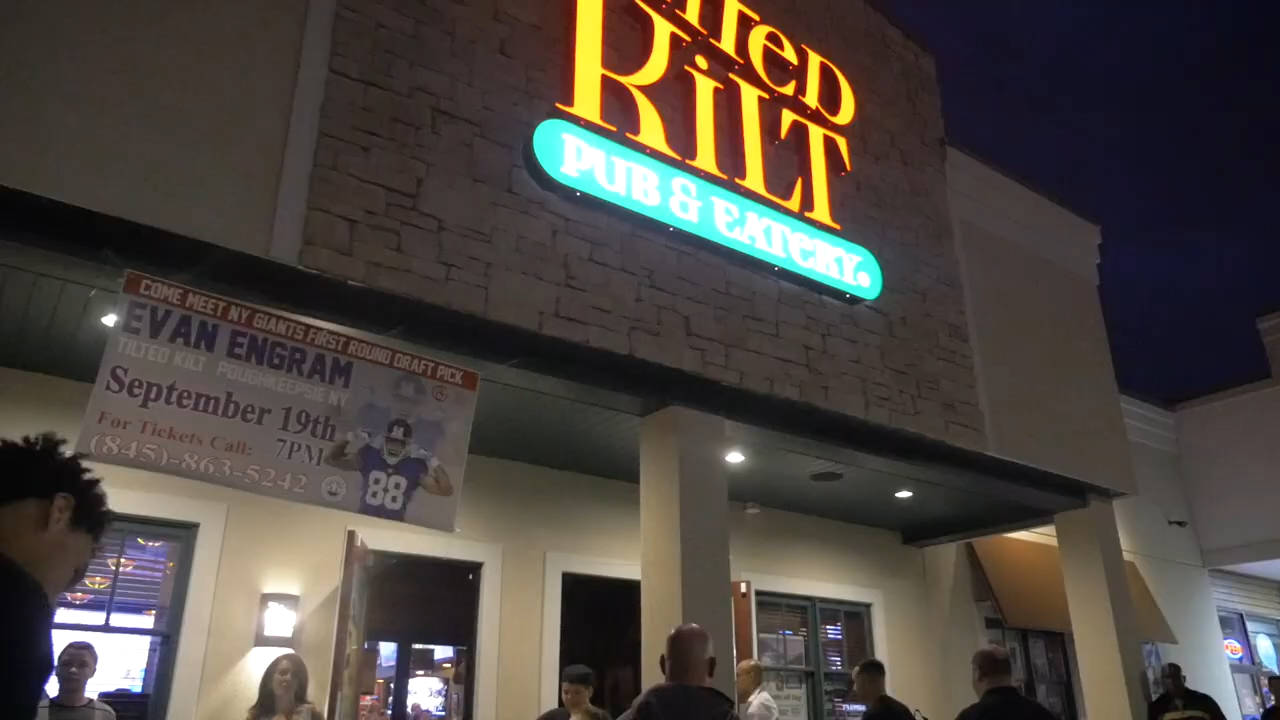 KiLT
PUB & EATERY
COME MEET NY GIANTS FIRST ROUND DRAFT PICK
EVAN ENGRAM
TILTED KILT POUGHKEEPSIE NY
September 19th
For Tickets Call: 7PM
(845)-863-5242
88